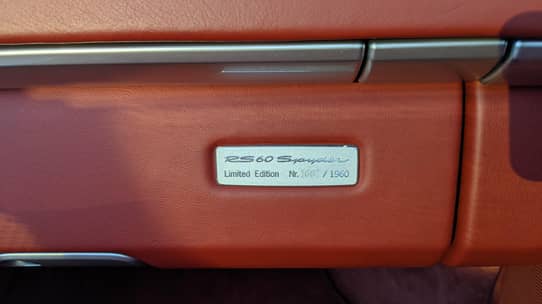 RS60 Spyder
Limited Edition Nr. / 1960